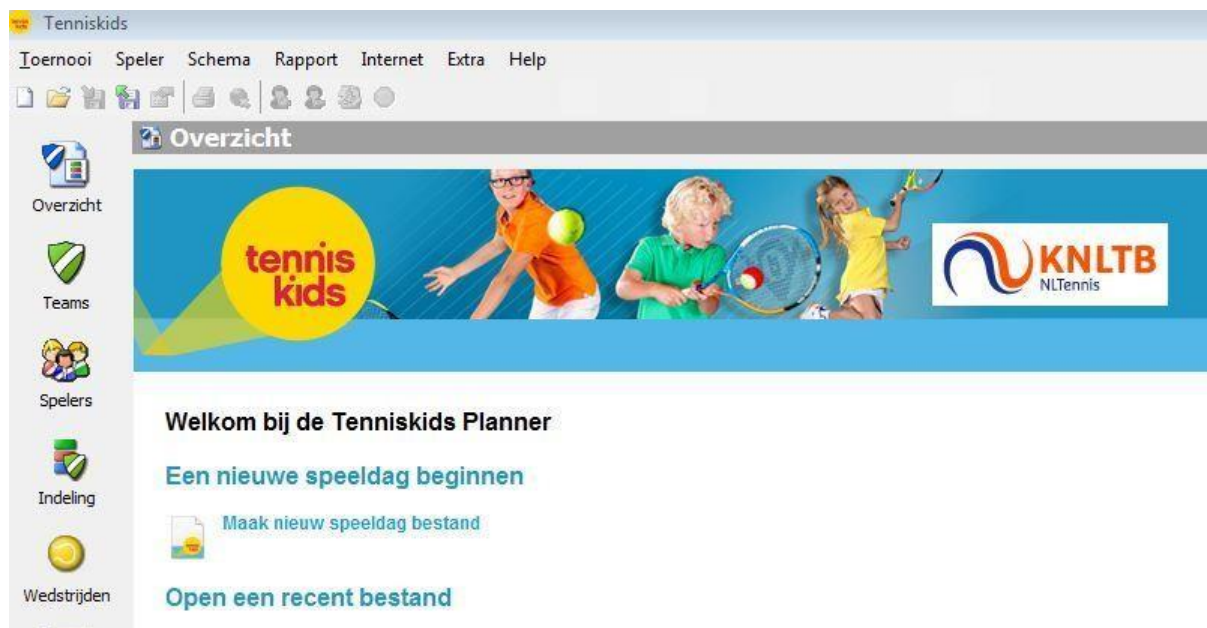 Tenniskids
Toernooi Speler Schema Rapport Internet Extra Help
Overzicht
Overzicht
Teams
Spelers
Indeling
Wedstrijden
tennis
kids
KNLTB
NLTennis
Welkom bij de Tenniskids Planner
Een nieuwe speeldag beginnen
Maak nieuw speeldag bestand
Open een recent bestand